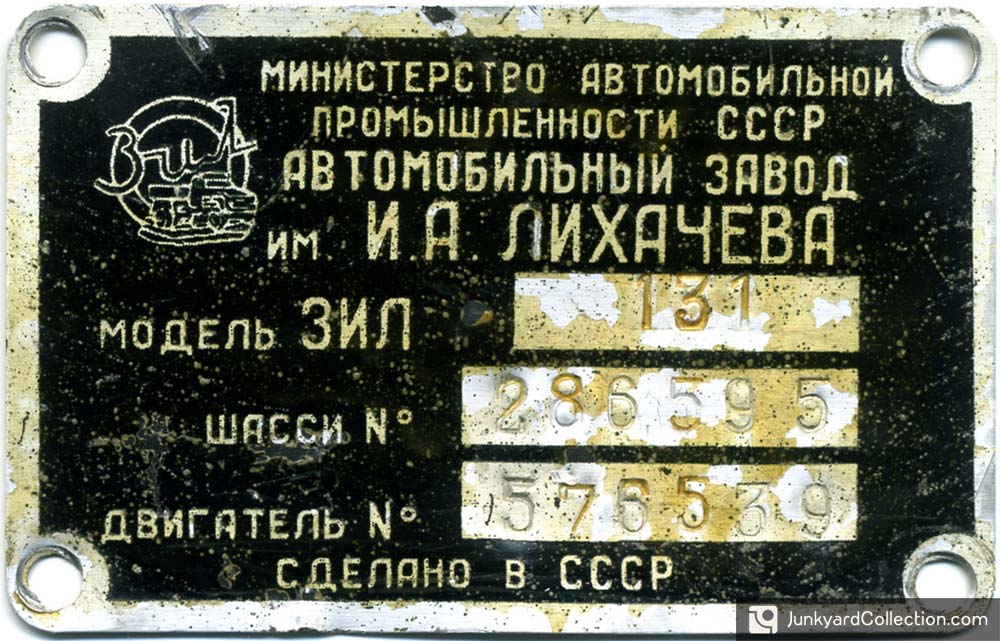 МИНИСТЕРСТВО АВТОМОБИЛЬНОЙ
ПРОМЫШЛЕННОСТИ СССР
АВТОМОБИЛЬНЫЙ ЗАВОД
ИМ. И.А. ЛИХАЧЕВА
ЗиЛ
МОДЕЛЬ ЗИЛ 131
ШАССИ № 286595
ДВИГАТЕЛЬ № 576539
СДЕЛАНО В СССР
JunkyardCollection.com